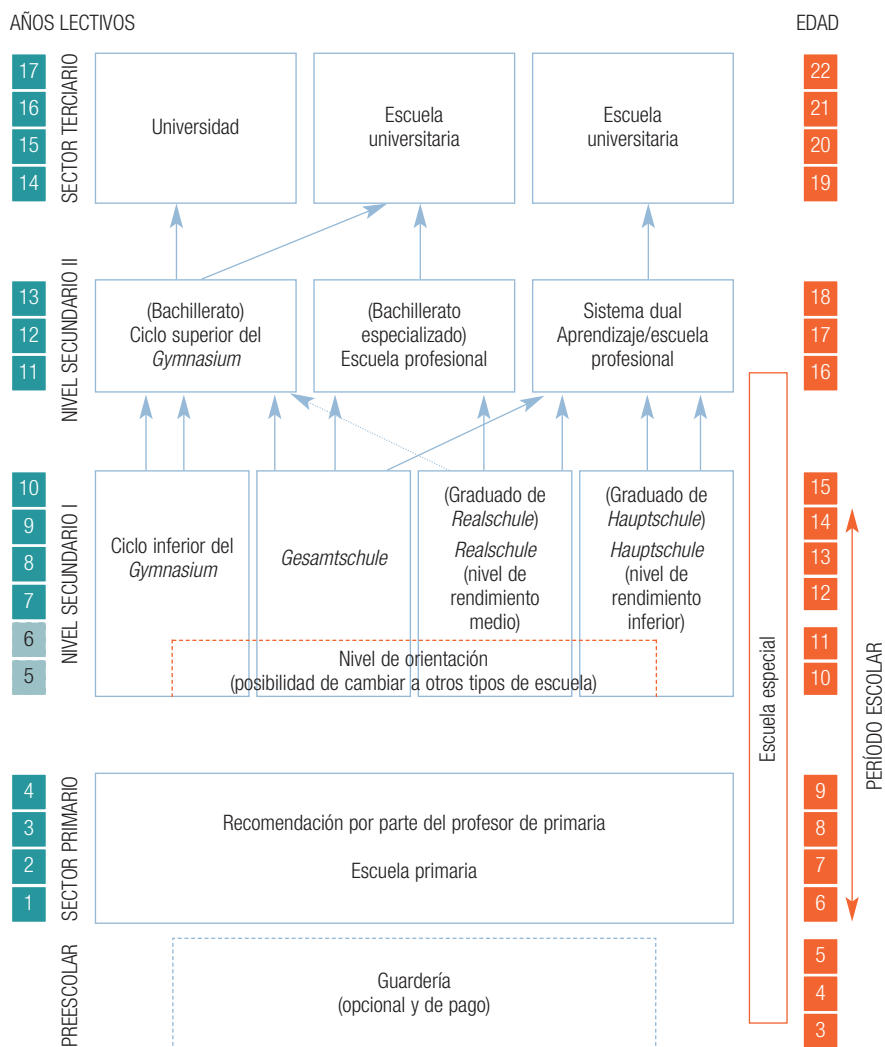 AÑOS LECTIVOS
EDAD
17
16
15
14
SECTOR TERCIARIO
Universidad
Escuela
universitaria
Escuela
universitaria
22
21
20
19
13
12
11
NIVEL SECUNDARIO II
(Bachillerato)
Ciclo superior del
Gymnasium
(Bachillerato
especializado)
Escuela profesional
Sistema dual
Aprendizaje/escuela
profesional
18
17
16
10
9
8
7
6
5
NIVEL SECUNDARIO I
Ciclo inferior del
Gymnasium
Gesamtschule
(Graduado de
Realschule)
Realschule
(nivel de
rendimiento
medio)
(Graduado de
Hauptschule)
Hauptschule
(nivel de
rendimiento
inferior)
Nivel de orientación
(posibilidad de cambiar a otros tipos de escuela)
15
14
13
12
11
10
Escuela especial
PERÍODO ESCOLAR
4
3
2
1
SECTOR PRIMARIO
Recomendación por parte del profesor de primaria
Escuela primaria
9
8
7
6
PREESCOLAR
Guardería
(opcional y de pago)
5
4
3